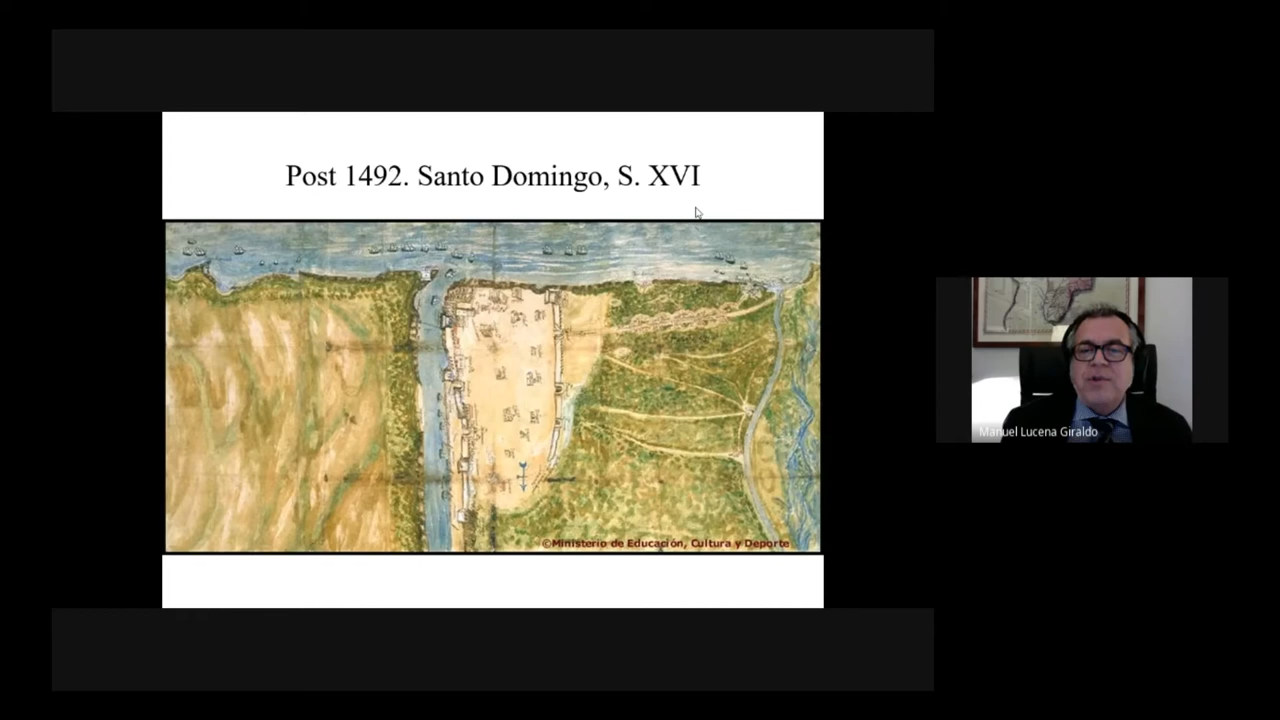 Post 1492. Santo Domingo, S. XVI
©Ministerio de Educación, Cultura y Deporte
Manuel Lucena Giraldo